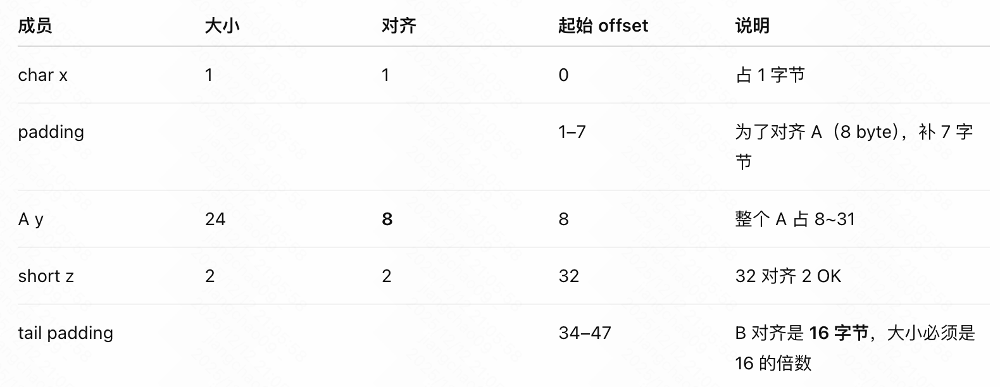 成员 大小 对齐 起始 offset 说明
char x 1 1 0 占 1 字节
padding 1–7 为了对齐 A（8 byte），补 7 字
节
A y 24 8 8 整个 A 占 8~31
short z 2 2 32 32 对齐 2 OK
tail padding 34–47 B 对齐是 16 字节，大小必须是
16 的倍数